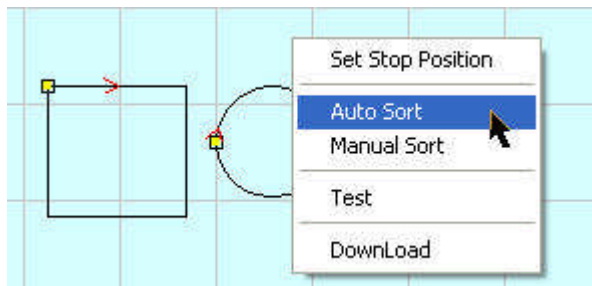 Set Stop Position
Auto Sort
Manual Sort
Test
DownLoad